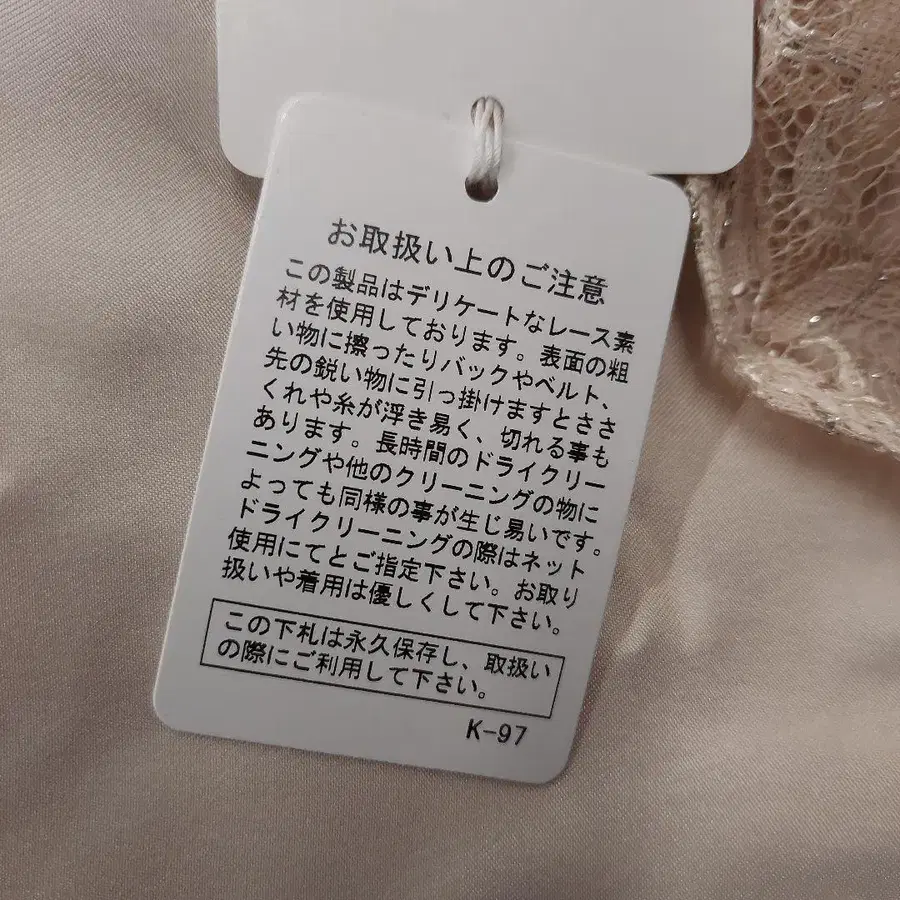 お取扱い上のご注意
この製品はデリケートなレース素
材を使用しております。表面の粗
い物に擦ったりバックやベルト、
先の鋭い物に引っ掛けますとささ
くれや糸が浮き易く、切れる事も
あります。長時間のドライクリー
ニングや他のクリーニングの物に
よっても同様の事が生じ易いです。
ドライクリーニングの際はネット
使用にてとご指定下さい。お取り
扱いや着用は優しくして下さい。
この下札は永久保存し、取扱い
の際にご利用して下さい。
K-97